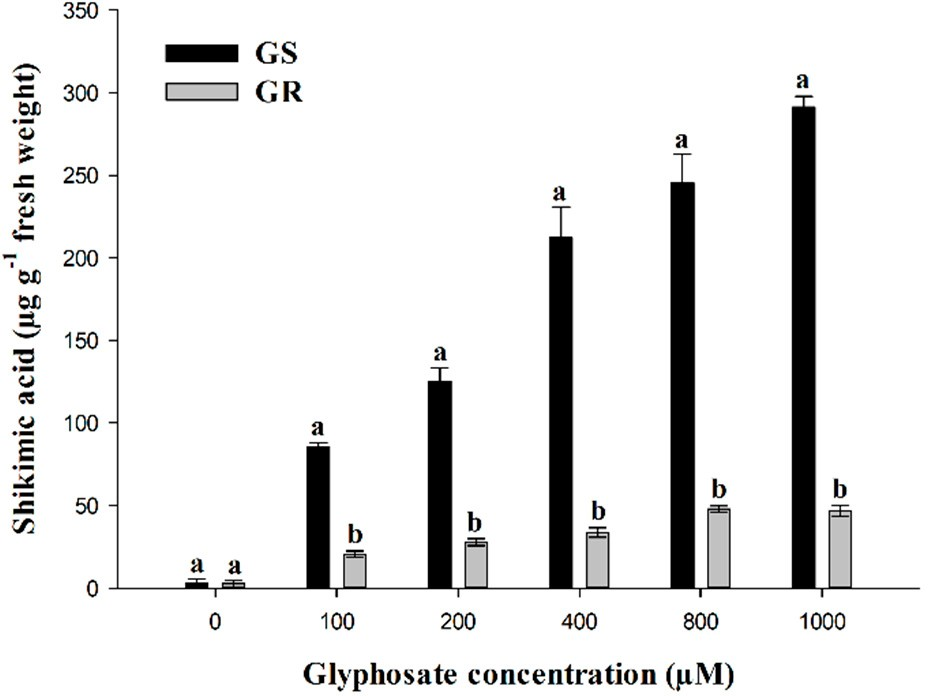 350
300
250
200
150
100
50
0
Shikimic acid (µg g-1 fresh weight)
GS
GR
a a
a b
a b
a b
a b
a b
0 100 200 400 800 1000
Glyphosate concentration (µM)